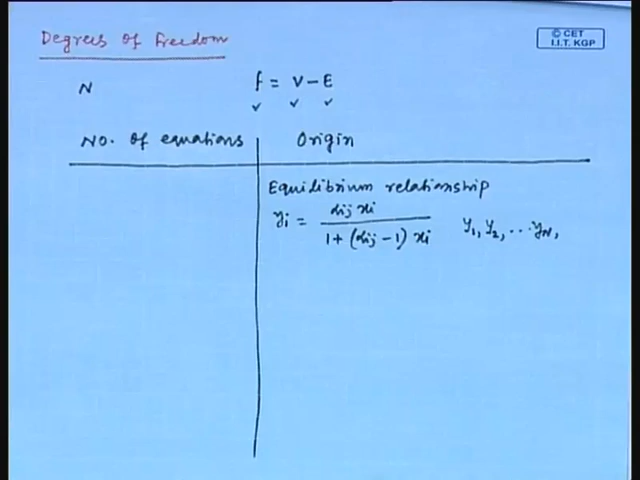 Degrees of freedom
© CET
I.I.T. KGP
N f = V - E
No. of equations Origin
Equilibrium relationship
yi = αij xi / 1 + (αij - 1) xi y1, y2, ... yN,